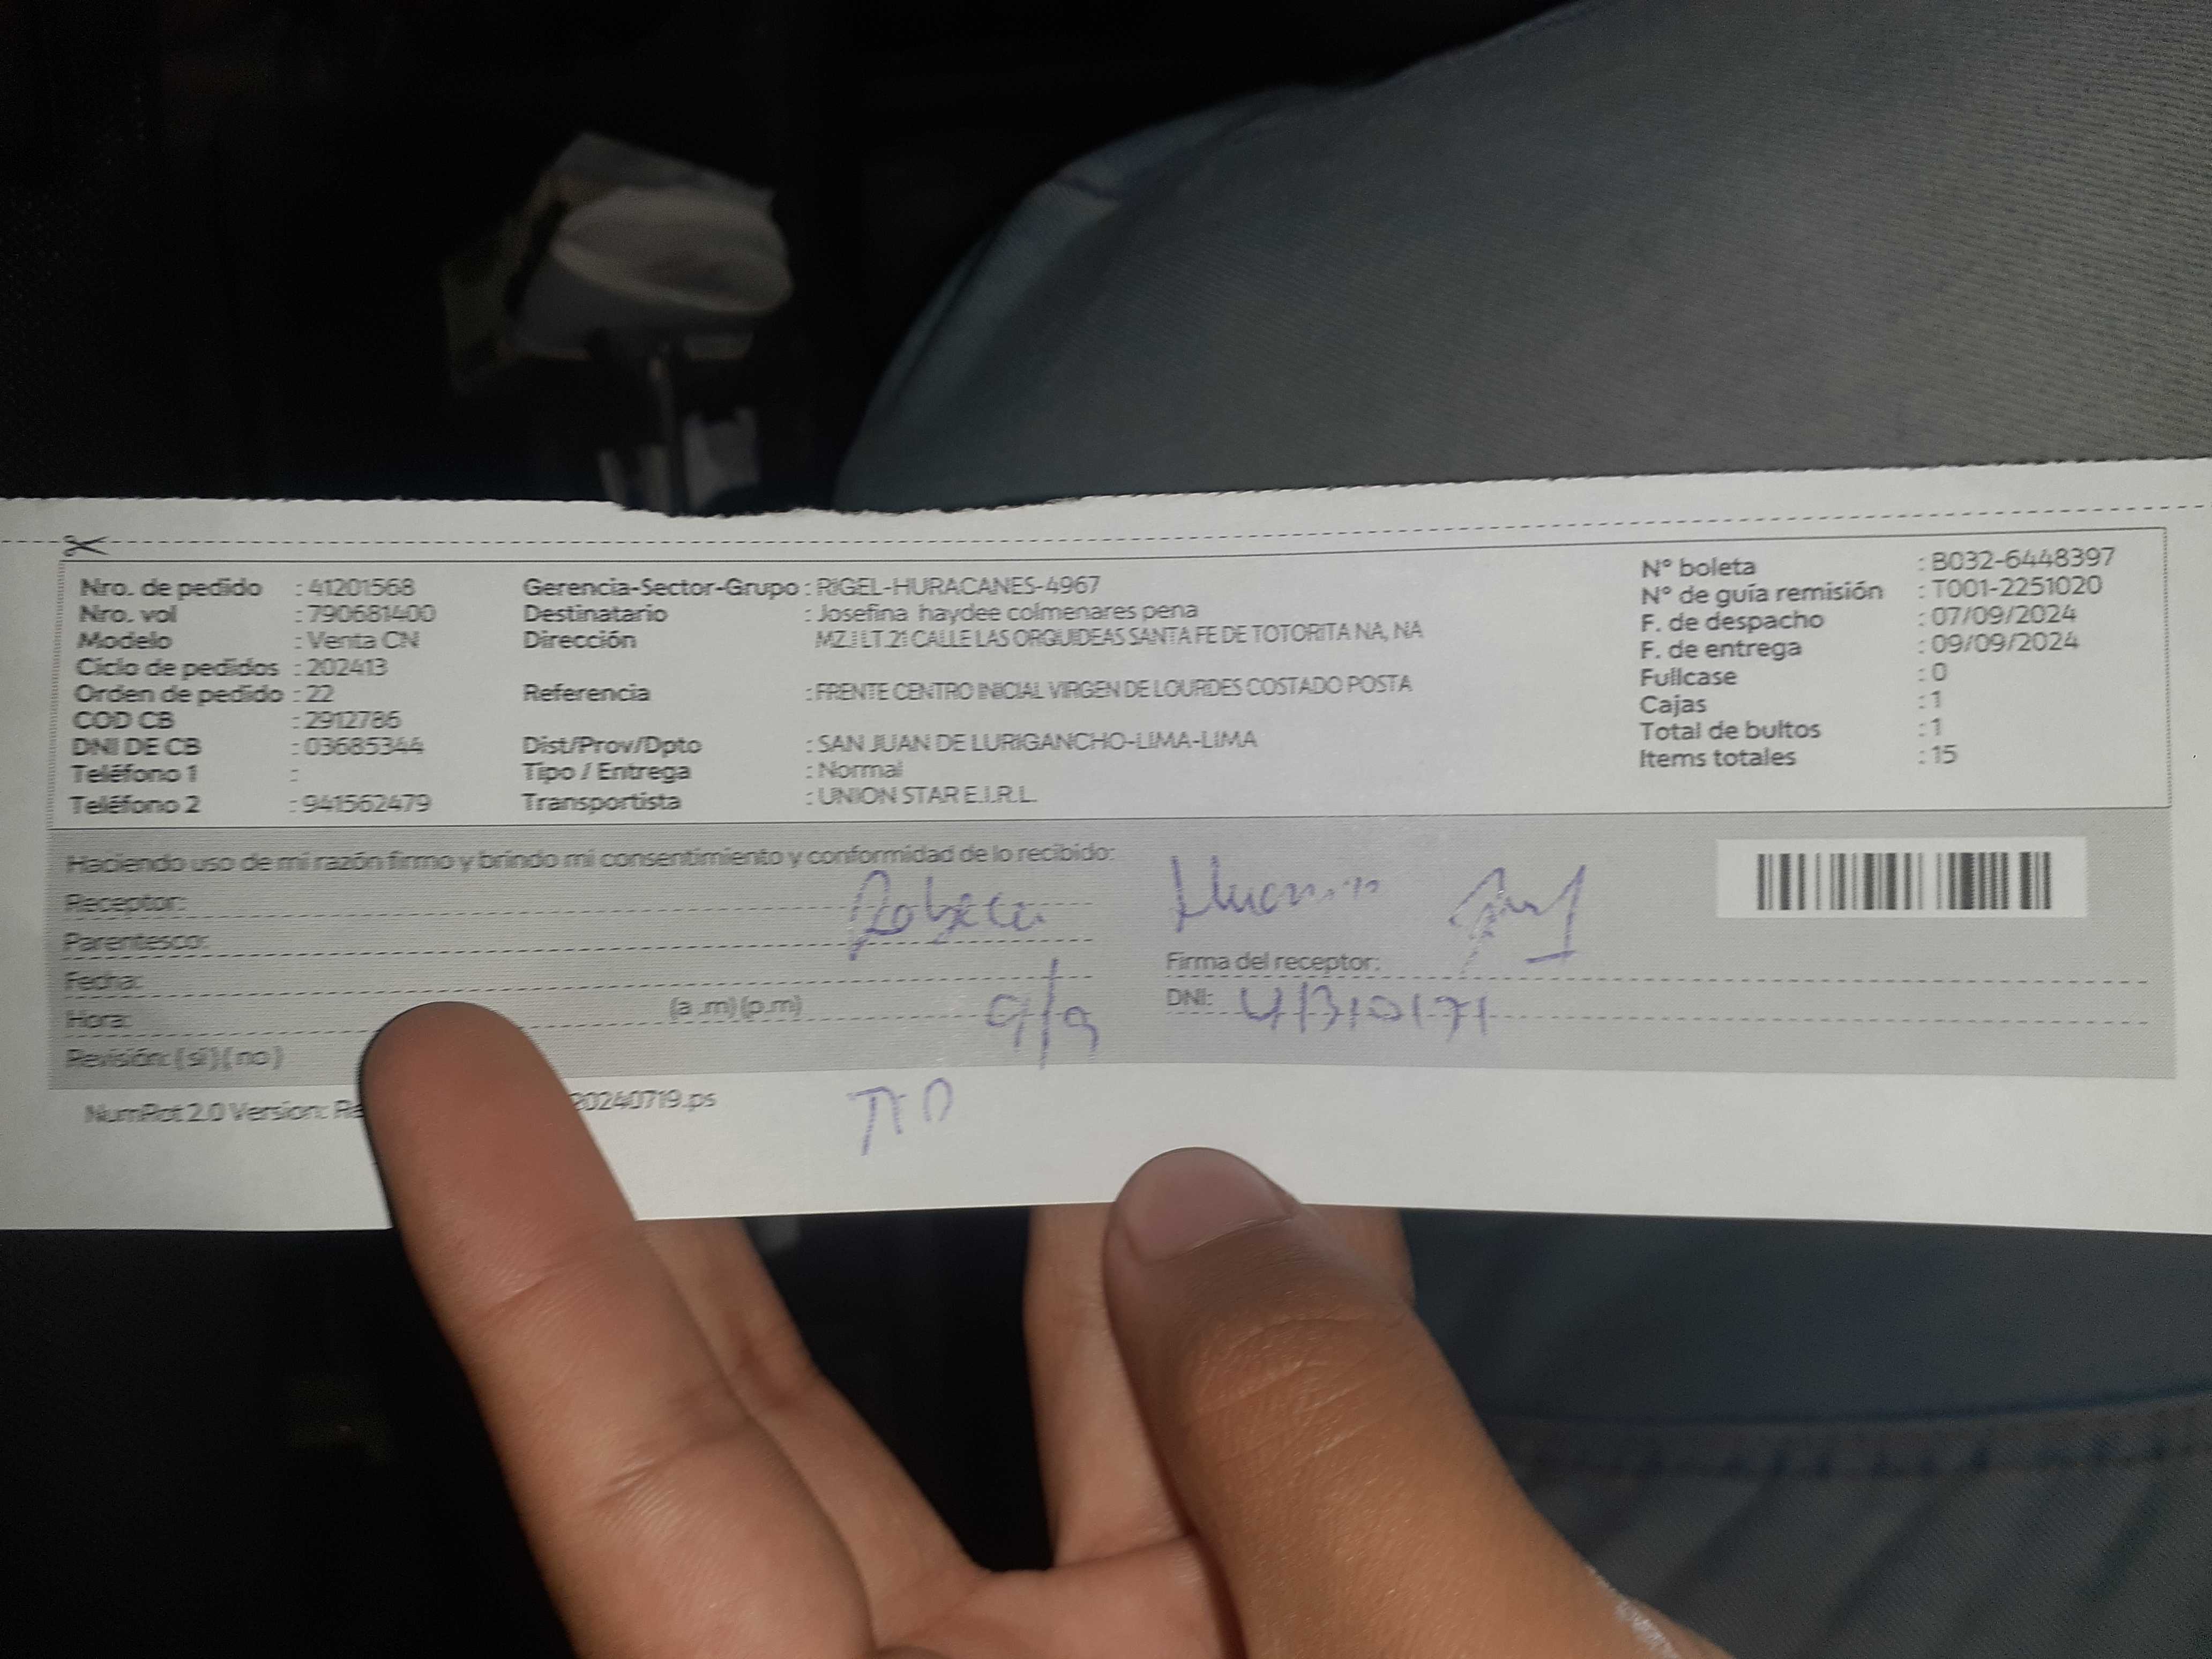 Nro. de pedido : 41201568
Nro. vol : 790681400
Modelo : Venta CN
Ciclo de pedidos : 202413
Orden de pedido : 22
COD CB : 2912786
DNI DE CB : 03685344
Teléfono 1 :
Teléfono 2 : 941562479
Gerencia-Sector-Grupo : RIGEL-HURACANES-4967
Destinatario : Josefina haydee colmenares pena
Dirección MZ.J LT.21 CALLE LAS ORQUIDEAS SANTA FE DE TOTORITA NA, NA
Referencia : FRENTE CENTRO INICIAL VIRGEN DE LOURDES COSTADO POSTA
Dist/Prov/Dpto : SAN JUAN DE LURIGANCHO-LIMA-LIMA
Tipo / Entrega : Normal
Transportista : UNION STAR E.I.R.L.
N° boleta : B032-6448397
N° de guía remisión : T001-2251020
F. de despacho : 07/09/2024
F. de entrega : 09/09/2024
Fullcase : 0
Cajas : 1
Total de bultos : 1
Items totales : 15
Haciendo uso de mi razón firmo y brindo mi consentimiento y conformidad de lo recibido:
Receptor: Rebeca
Parentesco:
Fecha: 9/9
Hora: (a .m) (p.m)
Revisión: ( si ) ( no )
Firma del receptor:
DNI: 41310171
NumRot 2.0 Version: 20240719.ps